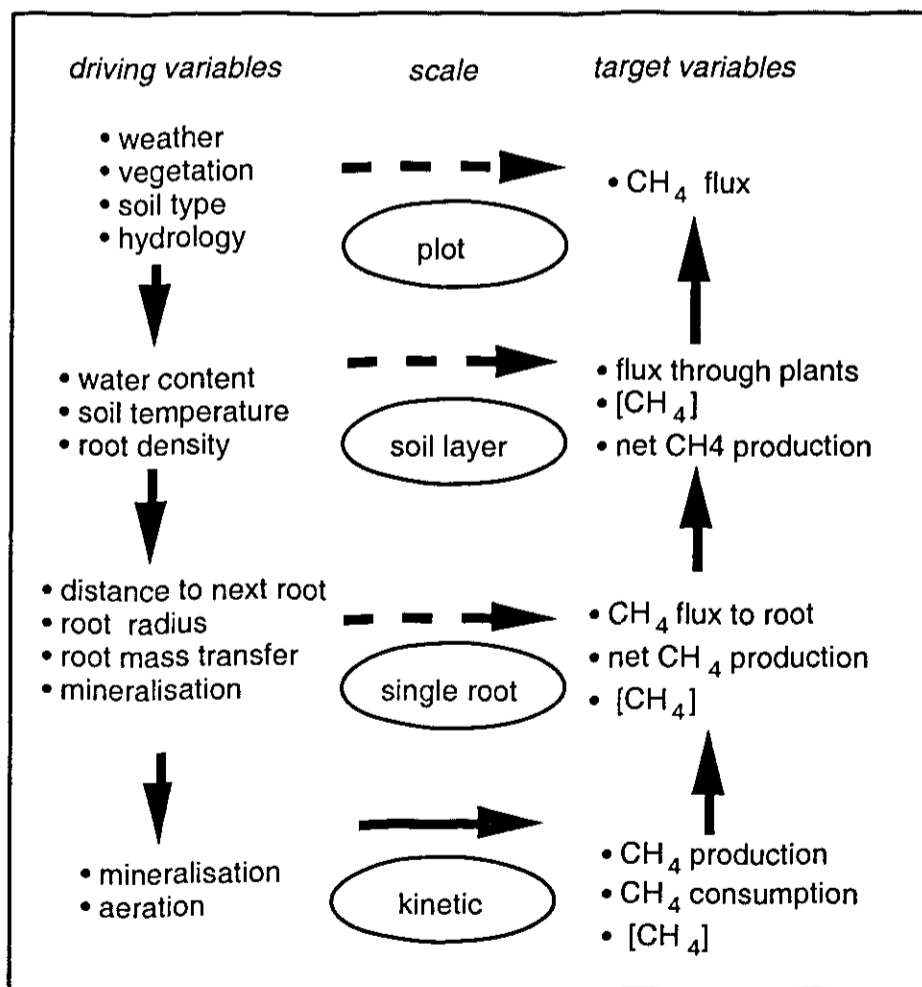 driving variables
scale
target variables
• weather
• vegetation
• soil type
• hydrology
plot
• CH₄ flux
• water content
• soil temperature
• root density
soil layer
• flux through plants
• [CH₄]
• net CH4 production
• distance to next root
• root radius
• root mass transfer
• mineralisation
single root
• CH₄ flux to root
• net CH₄ production
• [CH₄]
• mineralisation
• aeration
kinetic
• CH₄ production
• CH₄ consumption
• [CH₄]